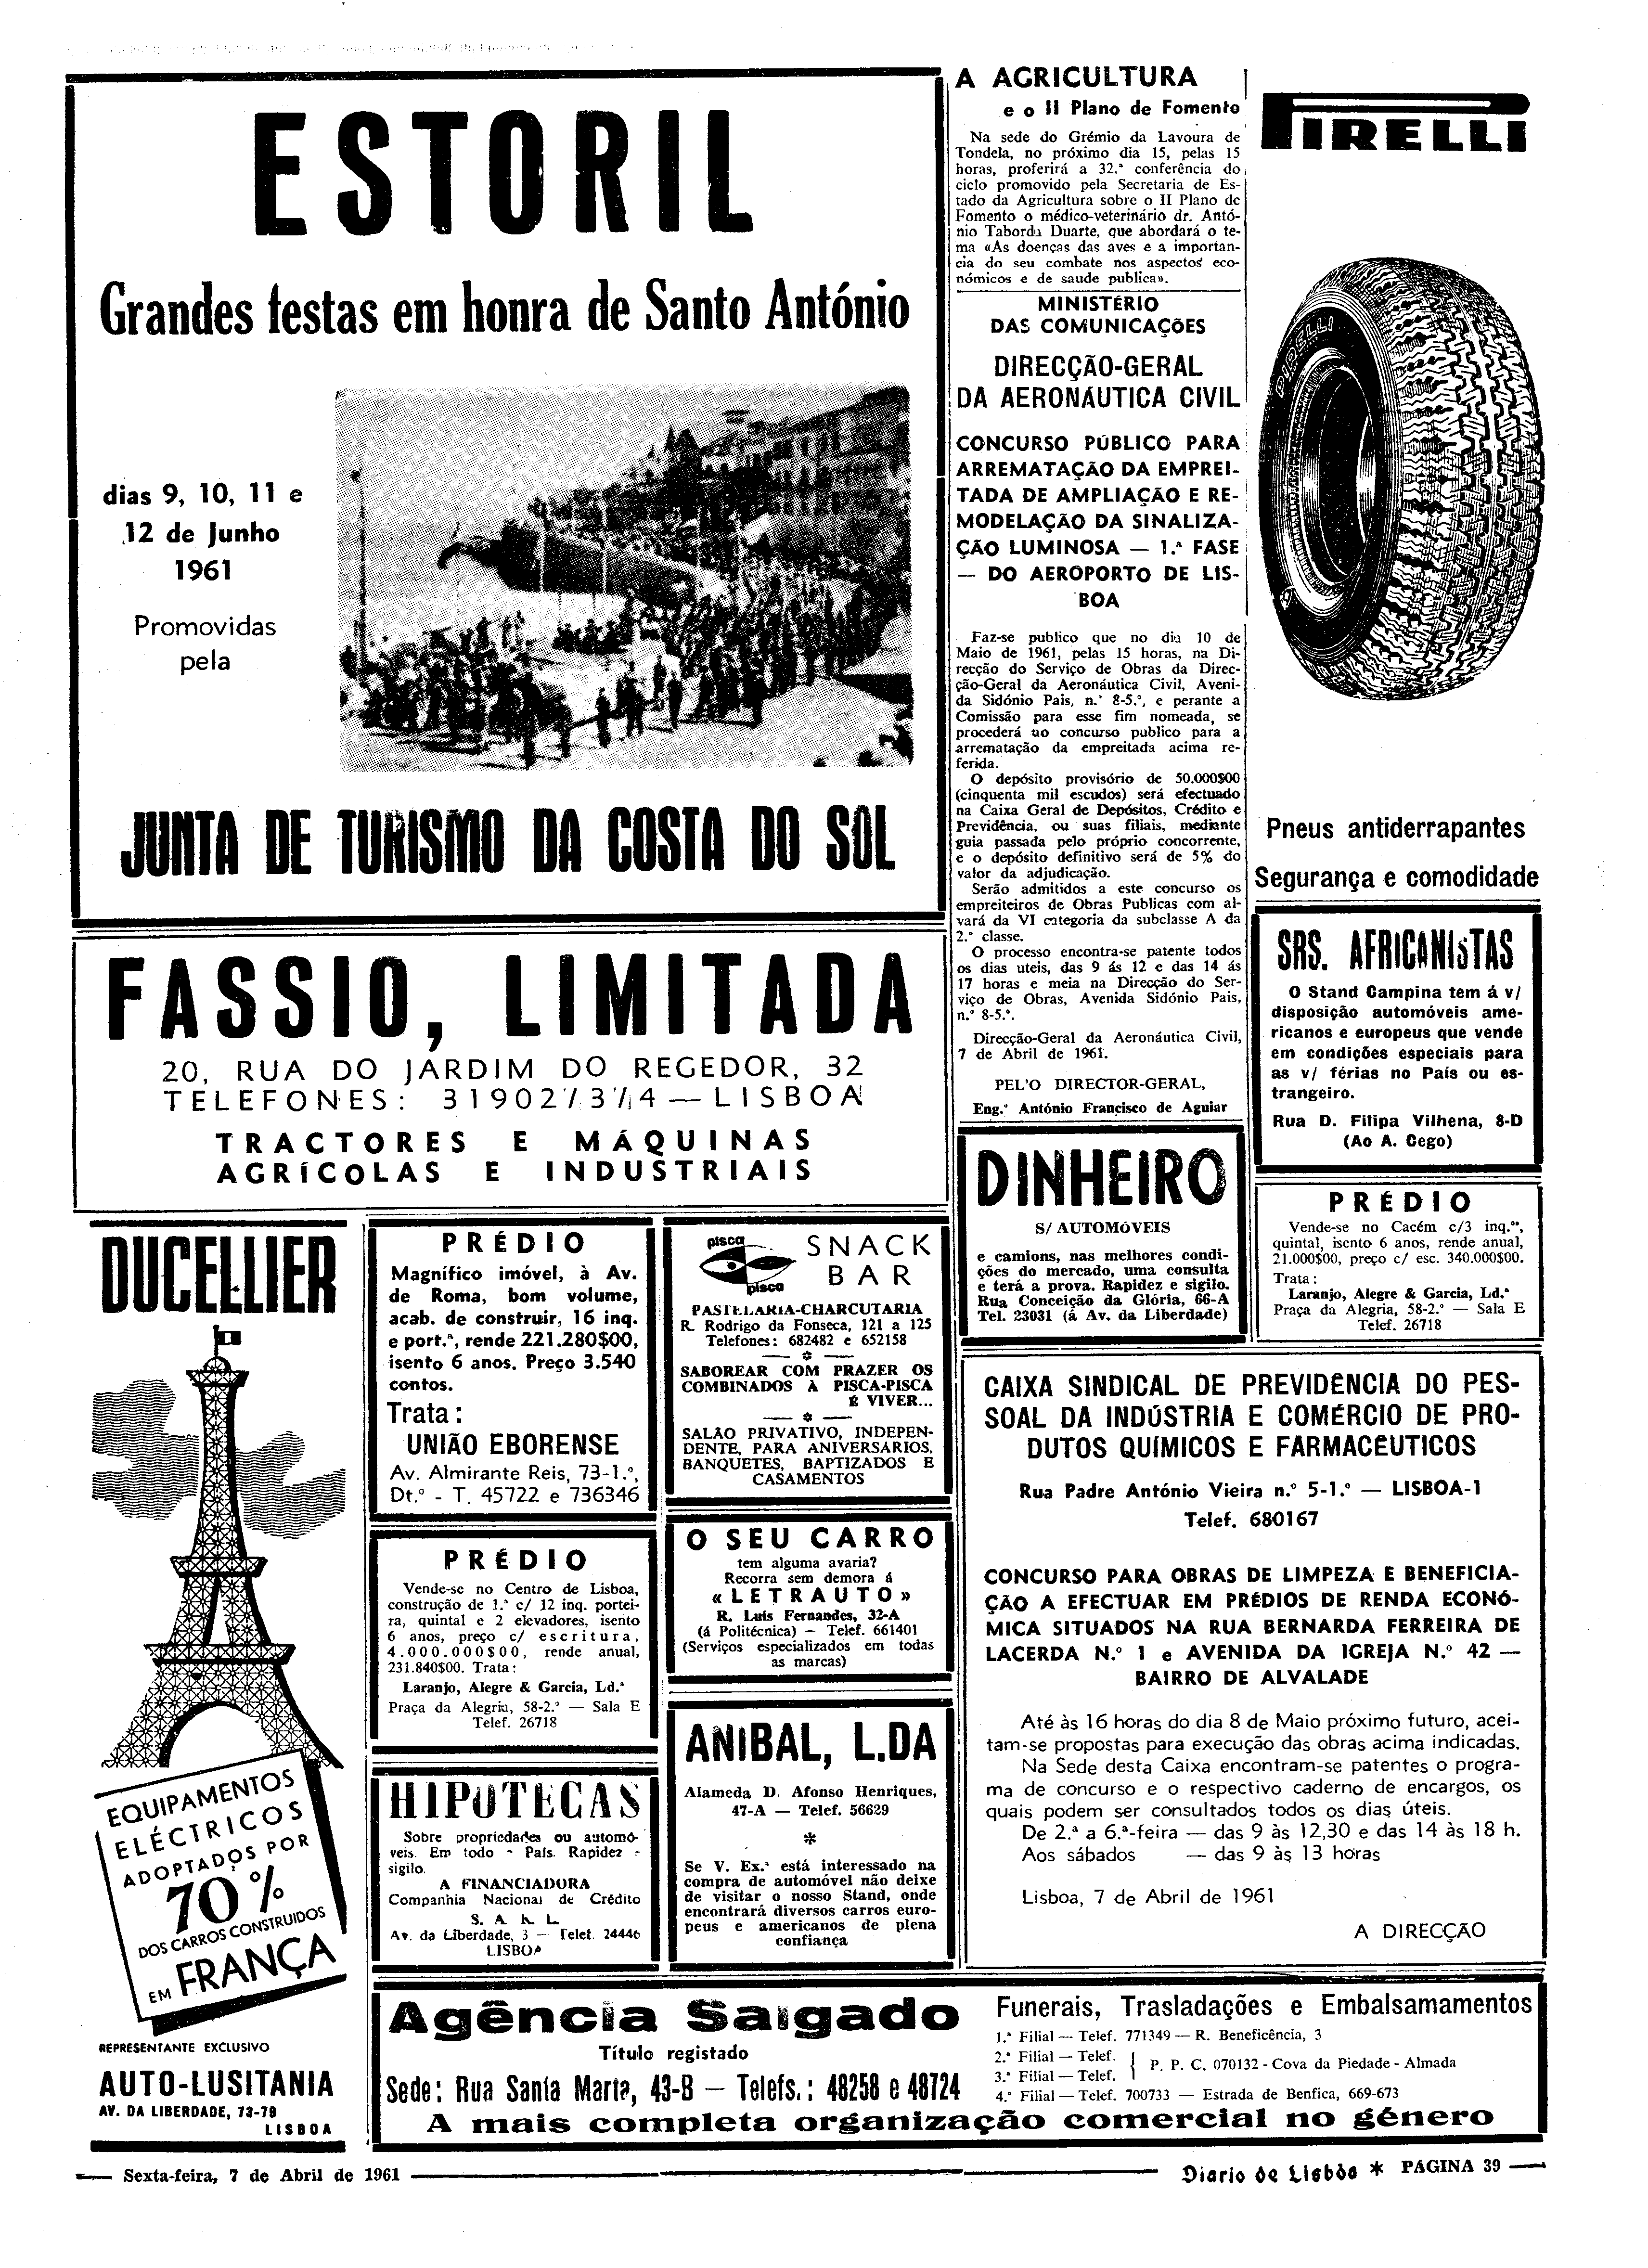 ESTORIL
Grandes festas em honra de Santo António
dias 9, 10, 11 e
12 de Junho
1961
Promovidas
pela
JUNTA DE TURISMO DA COSTA DO SOL
FASSIO, LIMITADA
20, RUA DO JARDIM DO REGEDOR, 32
TELEFONES: 31902/3/4 — LISBOA
TRACTORES E MÁQUINAS
AGRÍCOLAS E INDUSTRIAIS
A AGRICULTURA
e o II Plano de Fomento
Na sede do Grémio da Lavoura de
Tondela, no próximo dia 15, pelas 15
horas, proferirá a 32.ª conferência do
ciclo promovido pela Secretaria de Es-
tado da Agricultura sobre o II Plano de
Fomento o médico-veterinário dr. Antó-
nio Taborda Duarte, que abordará o te-
ma «As doenças das aves e a importan-
cia do seu combate nos aspectos eco-
nómicos e de saude publica».
MINISTÉRIO
DAS COMUNICAÇÕES
DIRECÇÃO-GERAL
DA AERONÁUTICA CIVIL
CONCURSO PÚBLICO PARA
ARREMATAÇÃO DA EMPREI-
TADA DE AMPLIAÇÃO E RE-
MODELAÇÃO DA SINALIZA-
ÇÃO LUMINOSA — 1.ª FASE
— DO AEROPORTO DE LIS-
BOA
Faz-se publico que no dia 10 de
Maio de 1961, pelas 15 horas, na Di-
recção do Serviço de Obras da Direc-
ção-Geral da Aeronáutica Civil, Aveni-
da Sidónio Pais, n.º 8-5.º, e perante a
Comissão para esse fim nomeada, se
procederá ao concurso publico para a
arrematação da empreitada acima re-
ferida.
O depósito provisório de 50.000$00
(cinquenta mil escudos) será efectuado
na Caixa Geral de Depósitos, Crédito e
Previdência, ou suas filiais, mediante
guia passada pelo próprio concorrente,
e o depósito definitivo será de 5% do
valor da adjudicação.
Serão admitidos a este concurso os
empreiteiros de Obras Publicas com al-
vará da VI categoria da subclasse A da
2.ª classe.
O processo encontra-se patente todos
os dias uteis, das 9 ás 12 e das 14 ás
17 horas e meia na Direcção do Ser-
viço de Obras, Avenida Sidónio Pais,
n.º 8-5.º.
Direcção-Geral da Aeronáutica Civil,
7 de Abril de 1961.
PEL'O DIRECTOR-GERAL,
Eng.º António Francisco de Aguiar
PIRELLI
PIRELLI
Pneus antiderrapantes
Segurança e comodidade
SRS. AFRICANISTAS
O Stand Campina tem á v/
disposição automóveis ame-
ricanos e europeus que vende
em condições especiais para
as v/ férias no País ou es-
trangeiro.
Rua D. Filipa Vilhena, 8-D
(Ao A. Cego)
DINHEIRO
S/ AUTOMÓVEIS
e camions, nas melhores condi-
ções do mercado, uma consulta
e terá a prova. Rapidez e sigilo.
Rua Conceição da Glória, 66-A
Tel. 23031 (á Av. da Liberdade)
PRÉDIO
Vende-se no Cacém c/3 inq.os,
quintal, isento 6 anos, rende anual,
21.000$00, preço c/ esc. 340.000$00.
Trata:
Laranjo, Alegre & Garcia, Ld.ª
Praça da Alegria, 58-2.º — Sala E
Telef. 26718
DUCELLIER
EQUIPAMENTOS
ELÉCTRICOS
ADOPTADOS POR
70%
DOS CARROS CONSTRUIDOS
EM FRANÇA
REPRESENTANTE EXCLUSIVO
AUTO-LUSITANIA
AV. DA LIBERDADE, 73-79
LISBOA
PRÉDIO
Magnífico imóvel, à Av.
de Roma, bom volume,
acab. de construir, 16 inq.
e port.ª, rende 221.280$00,
isento 6 anos. Preço 3.540
contos.
Trata:
UNIÃO EBORENSE
Av. Almirante Reis, 73-1.º,
Dt.º - T. 45722 e 736346
PRÉDIO
Vende-se no Centro de Lisboa,
construção de 1.ª c/ 12 inq. portei-
ra, quintal e 2 elevadores, isento
6 anos, preço c/ escritura,
4.000.000$00, rende anual,
231.840$00. Trata:
Laranjo, Alegre & Garcia, Ld.ª
Praça da Alegria, 58-2.º — Sala E
Telef. 26718
HIPOTECAS
Sobre propriedades ou automó-
veis. Em todo - País. Rapidez -
sigilo.
A FINANCIADORA
Companhia Nacional de Crédito
S. A. R. L.
Av. da Liberdade, 3 — Telef. 24446
LISBOA
pisca
pisca
SNACK
BAR
PASTELARIA-CHARCUTARIA
R. Rodrigo da Fonseca, 121 a 125
Telefones: 682482 e 652158
SABOREAR COM PRAZER OS
COMBINADOS À PISCA-PISCA
É VIVER...
SALÃO PRIVATIVO, INDEPEN-
DENTE, PARA ANIVERSÁRIOS,
BANQUETES, BAPTIZADOS E
CASAMENTOS
O SEU CARRO
tem alguma avaria?
Recorra sem demora á
«LETRAUTO»
R. Luís Fernandes, 32-A
(á Politécnica) — Telef. 661401
(Serviços especializados em todas
as marcas)
ANIBAL, L.DA
Alameda D. Afonso Henriques,
47-A — Telef. 56629
*
Se V. Ex.ª está interessado na
compra de automóvel não deixe
de visitar o nosso Stand, onde
encontrará diversos carros euro-
peus e americanos de plena
confiança
CAIXA SINDICAL DE PREVIDÊNCIA DO PES-
SOAL DA INDÚSTRIA E COMÉRCIO DE PRO-
DUTOS QUÍMICOS E FARMACÊUTICOS
Rua Padre António Vieira n.º 5-1.º — LISBOA-1
Telef. 680167
CONCURSO PARA OBRAS DE LIMPEZA E BENEFICIA-
ÇÃO A EFECTUAR EM PRÉDIOS DE RENDA ECONÓ-
MICA SITUADOS NA RUA BERNARDA FERREIRA DE
LACERDA N.º 1 e AVENIDA DA IGREJA N.º 42 —
BAIRRO DE ALVALADE
Até às 16 horas do dia 8 de Maio próximo futuro, acei-
tam-se propostas para execução das obras acima indicadas.
Na Sede desta Caixa encontram-se patentes o progra-
ma de concurso e o respectivo caderno de encargos, os
quais podem ser consultados todos os dias úteis.
De 2.ª a 6.ª-feira — das 9 às 12,30 e das 14 às 18 h.
Aos sábados — das 9 às 13 horas
Lisboa, 7 de Abril de 1961
A DIRECÇÃO
Agência Salgado
Título registado
Sede: Rua Santa Marta, 43-B — Telefs.: 48258 e 48724
Funerais, Trasladações e Embalsamamentos
1.ª Filial — Telef. 771349 — R. Beneficência, 3
2.ª Filial — Telef.
3.ª Filial — Telef.
P. P. C. 070132 - Cova da Piedade - Almada
4.ª Filial — Telef. 700733 — Estrada de Benfica, 669-673
A mais completa organização comercial no género
Sexta-feira, 7 de Abril de 1961
Diario de Lisbôa * PÁGINA 39